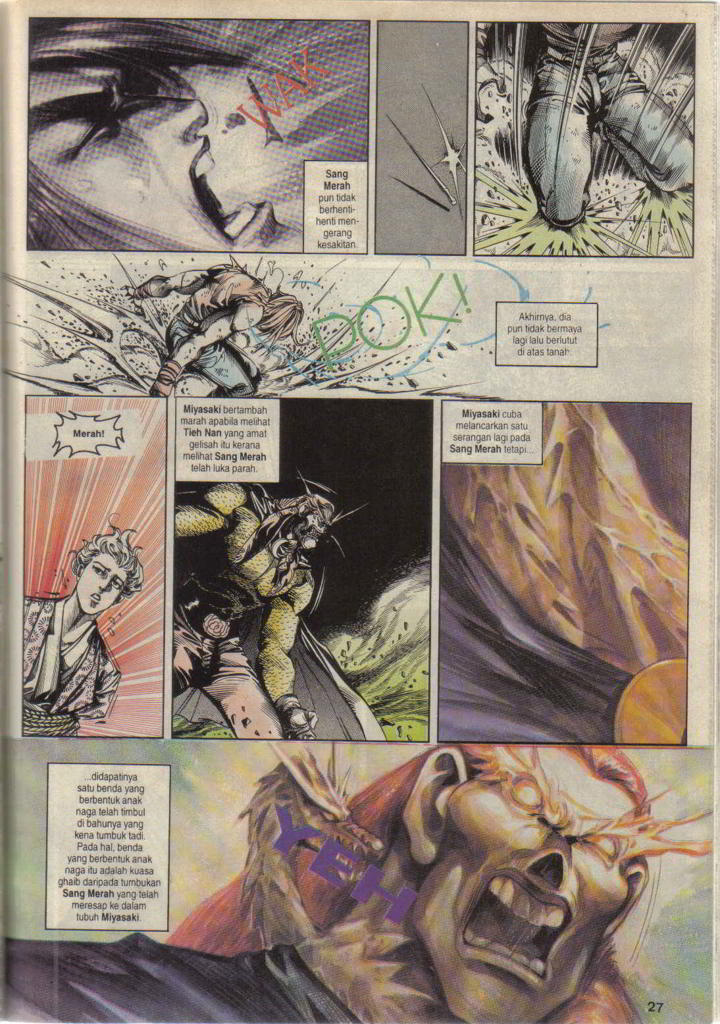 WAK
Sang
Merah
pun tidak
berhenti-
henti men-
gerang
kesakitan.
POK!
Akhirnya, dia
pun tidak bermaya
lagi lalu berlutut
di atas tanah.
Merah!
Miyasaki bertambah
marah apabila melihat
Tieh Nan yang amat
gelisah itu kerana
melihat Sang Merah
telah luka parah.
Miyasaki cuba
melancarkan satu
serangan lagi pada
Sang Merah tetapi...
...didapatinya
satu benda yang
berbentuk anak
naga telah timbul
di bahunya yang
kena tumbuk tadi.
Pada hal, benda
yang berbentuk anak
naga itu adalah kuasa
ghaib daripada tumbukan
Sang Merah yang telah
meresap ke dalam
tubuh Miyasaki.
YEH
27